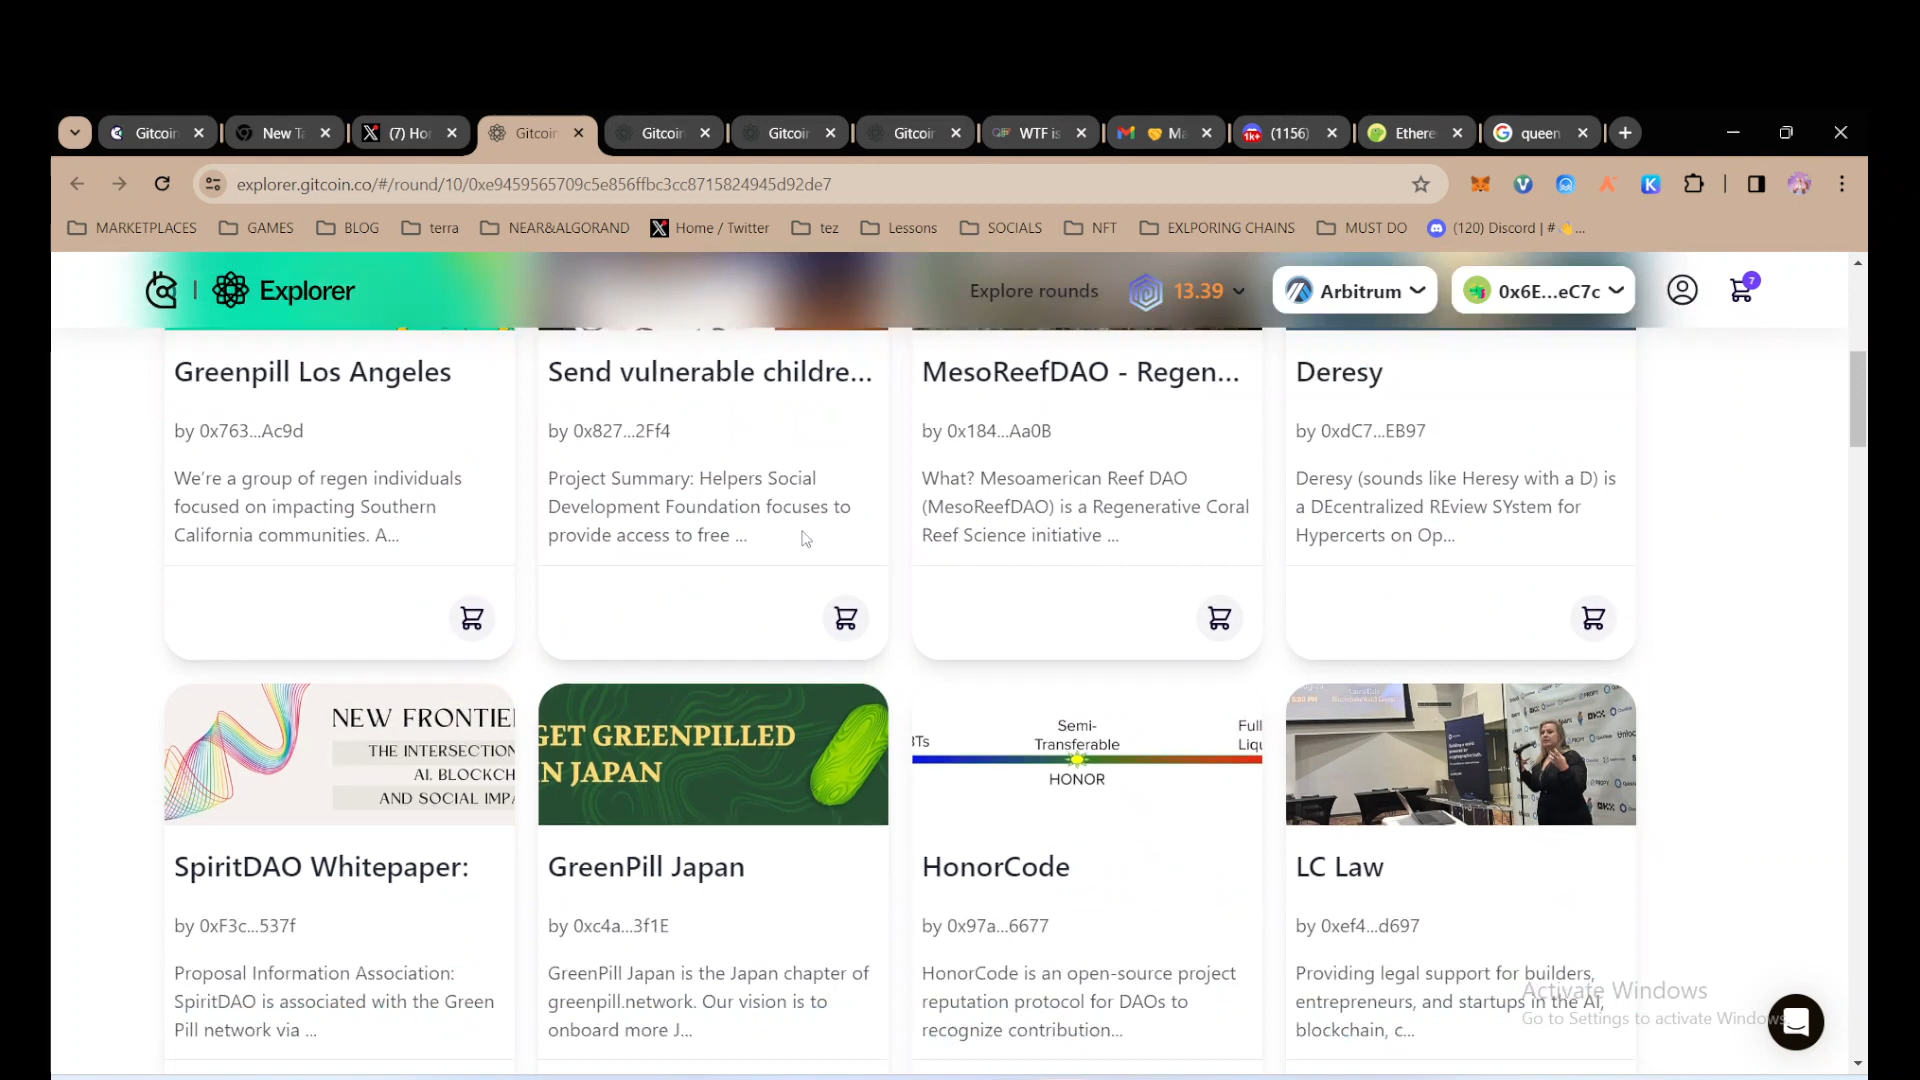 Gitcoin
New Ta
(7) Ho
Gitcoin
Gitcoin
Gitcoin
Gitcoin
WTF is
Ma
(1156)
Ethere
queen
explorer.gitcoin.co/#/round/10/0xe9459565709c5e856ffbc3cc8715824945d92de7
MARKETPLACES
GAMES
BLOG
terra
NEAR&ALGORAND
Home / Twitter
tez
Lessons
SOCIALS
NFT
EXLPORING CHAINS
MUST DO
(120) Discord | #👋...
Explorer
Explore rounds
13.39
Arbitrum
0x6E...eC7c
7
Greenpill Los Angeles
by 0x763...Ac9d
We're a group of regen individuals
focused on impacting Southern
California communities. A...
Send vulnerable childre...
by 0x827...2Ff4
Project Summary: Helpers Social
Development Foundation focuses to
provide access to free ...
MesoReefDAO - Regen...
by 0x184...Aa0B
What? Mesoamerican Reef DAO
(MesoReefDAO) is a Regenerative Coral
Reef Science initiative ...
Deresy
by 0xdC7...EB97
Deresy (sounds like Heresy with a D) is
a DEcentralized REview SYstem for
Hypercerts on Op...
NEW FRONTIE
THE INTERSECTION
AI, BLOCKCH
AND SOCIAL IMPA
SpiritDAO Whitepaper:
by 0xF3c...537f
Proposal Information Association:
SpiritDAO is associated with the Green
Pill network via ...
GET GREENPILLED
IN JAPAN
GreenPill Japan
by 0xc4a...3f1E
GreenPill Japan is the Japan chapter of
greenpill.network. Our vision is to
onboard more J...
BTs
Semi-
Transferable
Full
Liqu
HONOR
HonorCode
by 0x97a...6677
HonorCode is an open-source project
reputation protocol for DAOs to
recognize contribution...
LC Law
by 0xef4...d697
Providing legal support for builders,
entrepreneurs, and startups in the AI,
blockchain, c...
Activate Windows
Go to Settings to activate Windows.